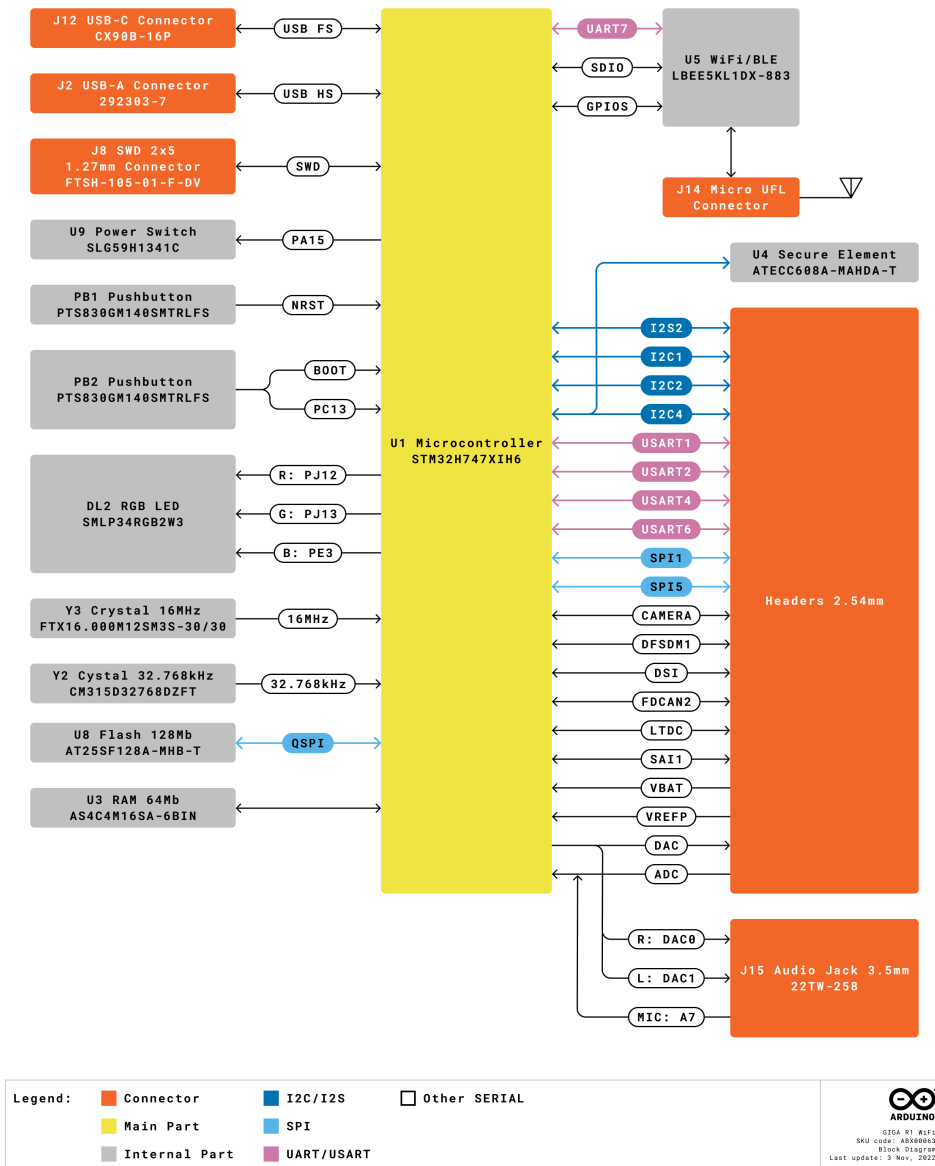 J12 USB-C Connector
CX90B-16P
USB FS
J2 USB-A Connector
292303-7
USB HS
J8 SWD 2x5
1.27mm Connector
FTSH-105-01-F-DV
SWD
U9 Power Switch
SLG59H1341C
PA15
PB1 Pushbutton
PTS830GM140SMTRLFS
NRST
PB2 Pushbutton
PTS830GM140SMTRLFS
BOOT
PC13
DL2 RGB LED
SMLP34RGB2W3
R: PJ12
G: PJ13
B: PE3
Y3 Crystal 16MHz
FTX16.000M12SM3S-30/30
16MHz
Y2 Cystal 32.768kHz
CM315D32768DZFT
32.768kHz
U8 Flash 128Mb
AT25SF128A-MHB-T
QSPI
U3 RAM 64Mb
AS4C4M16SA-6BIN
U1 Microcontroller
STM32H747XIH6
UART7
SDIO
GPIOS
U5 WiFi/BLE
LBEE5KL1DX-883
J14 Micro UFL
Connector
U4 Secure Element
ATECC608A-MAHDA-T
I2S2
I2C1
I2C2
I2C4
USART1
USART2
USART4
USART6
SPI1
SPI5
CAMERA
DFSDM1
DSI
FDCAN2
LTDC
SAI1
VBAT
VREFP
DAC
ADC
Headers 2.54mm
R: DAC0
L: DAC1
MIC: A7
J15 Audio Jack 3.5mm
22TW-258
Legend:
Connector
Main Part
Internal Part
I2C/I2S
SPI
UART/USART
Other SERIAL
ARDUINO
GIGA R1 WiFi
SKU code: ABX00063
Block Diagram
Last update: 3 Nov, 2022